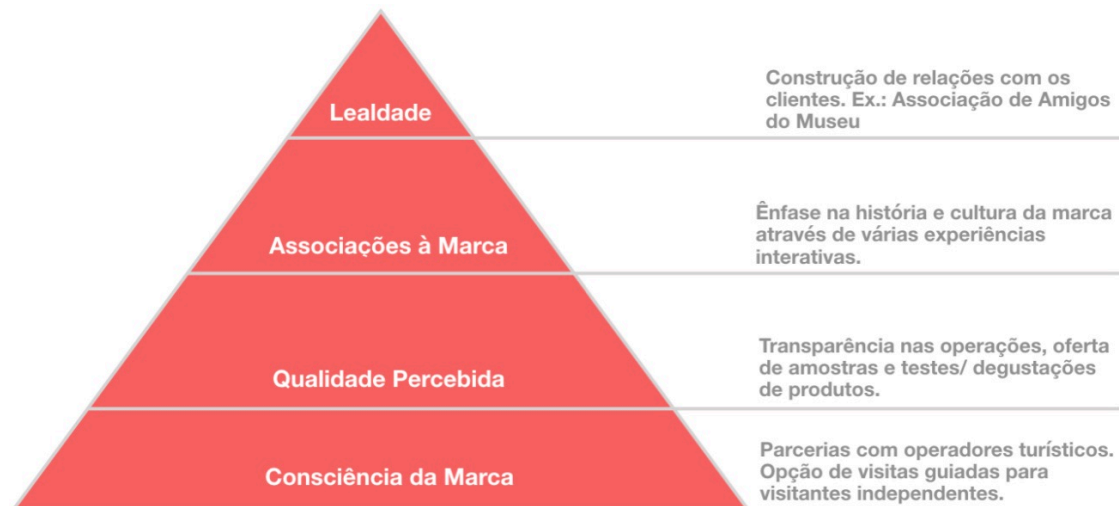 Lealdade
Construção de relações com os
clientes. Ex.: Associação de Amigos
do Museu
Associações à Marca
Ênfase na história e cultura da marca
através de várias experiências
interativas.
Qualidade Percebida
Transparência nas operações, oferta
de amostras e testes/ degustações
de produtos.
Consciência da Marca
Parcerias com operadores turísticos.
Opção de visitas guiadas para
visitantes independentes.